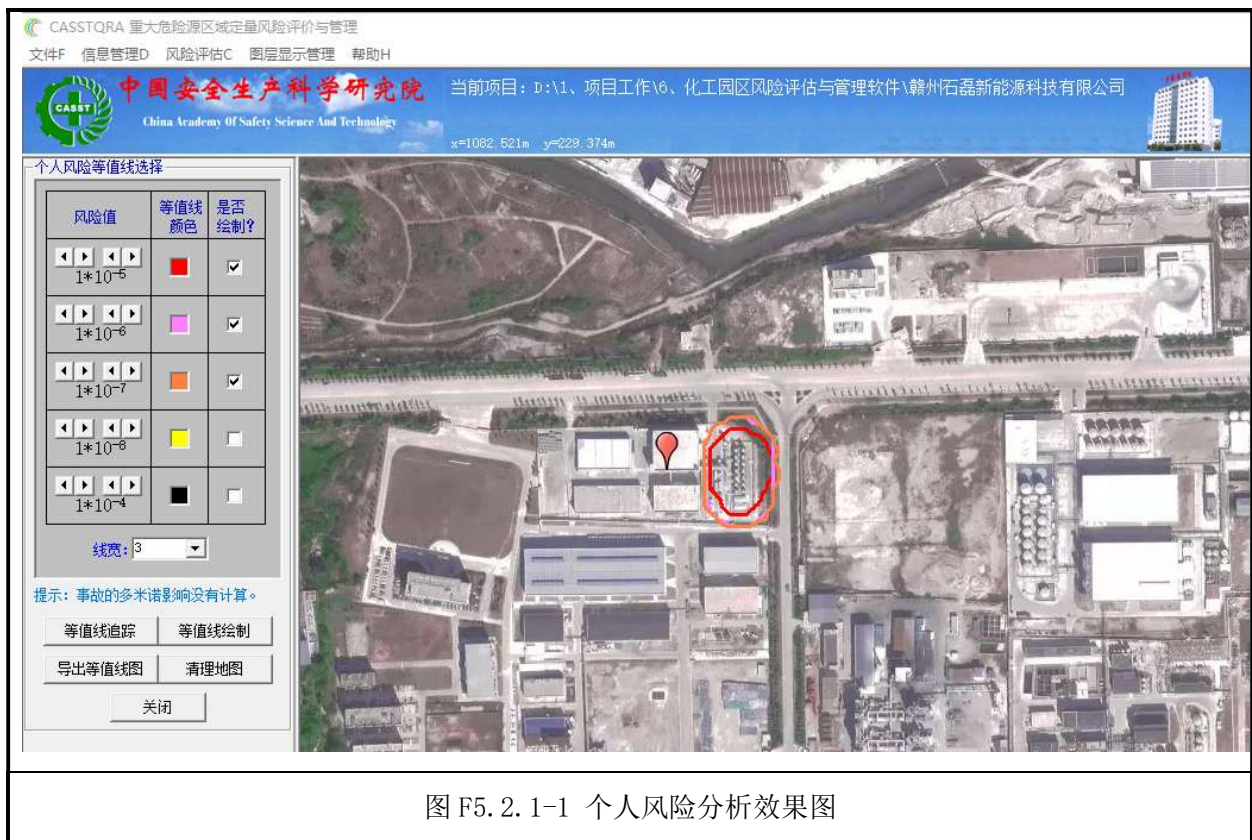 CASSTQRA 重大危险源区域定量风险评价与管理
文件F 信息管理D 风险评估C 图层显示管理 帮助H
中国安全生产科学研究院
CASST
China Academy Of Safety Science And Technology
当前项目：D:\1、项目工作\6、化工园区风险评估与管理软件\赣州石磊新能源科技有限公司
x=1082.521m y=229.374m
个人风险等值线选择
风险值 等值线颜色 是否绘制?
1*10-5
1*10-6
1*10-7
1*10-8
1*10-4
线宽: 3
提示：事故的多米诺影响没有计算。
等值线追踪 等值线绘制
导出等值线图 清理地图
关闭
图 F5.2.1-1 个人风险分析效果图